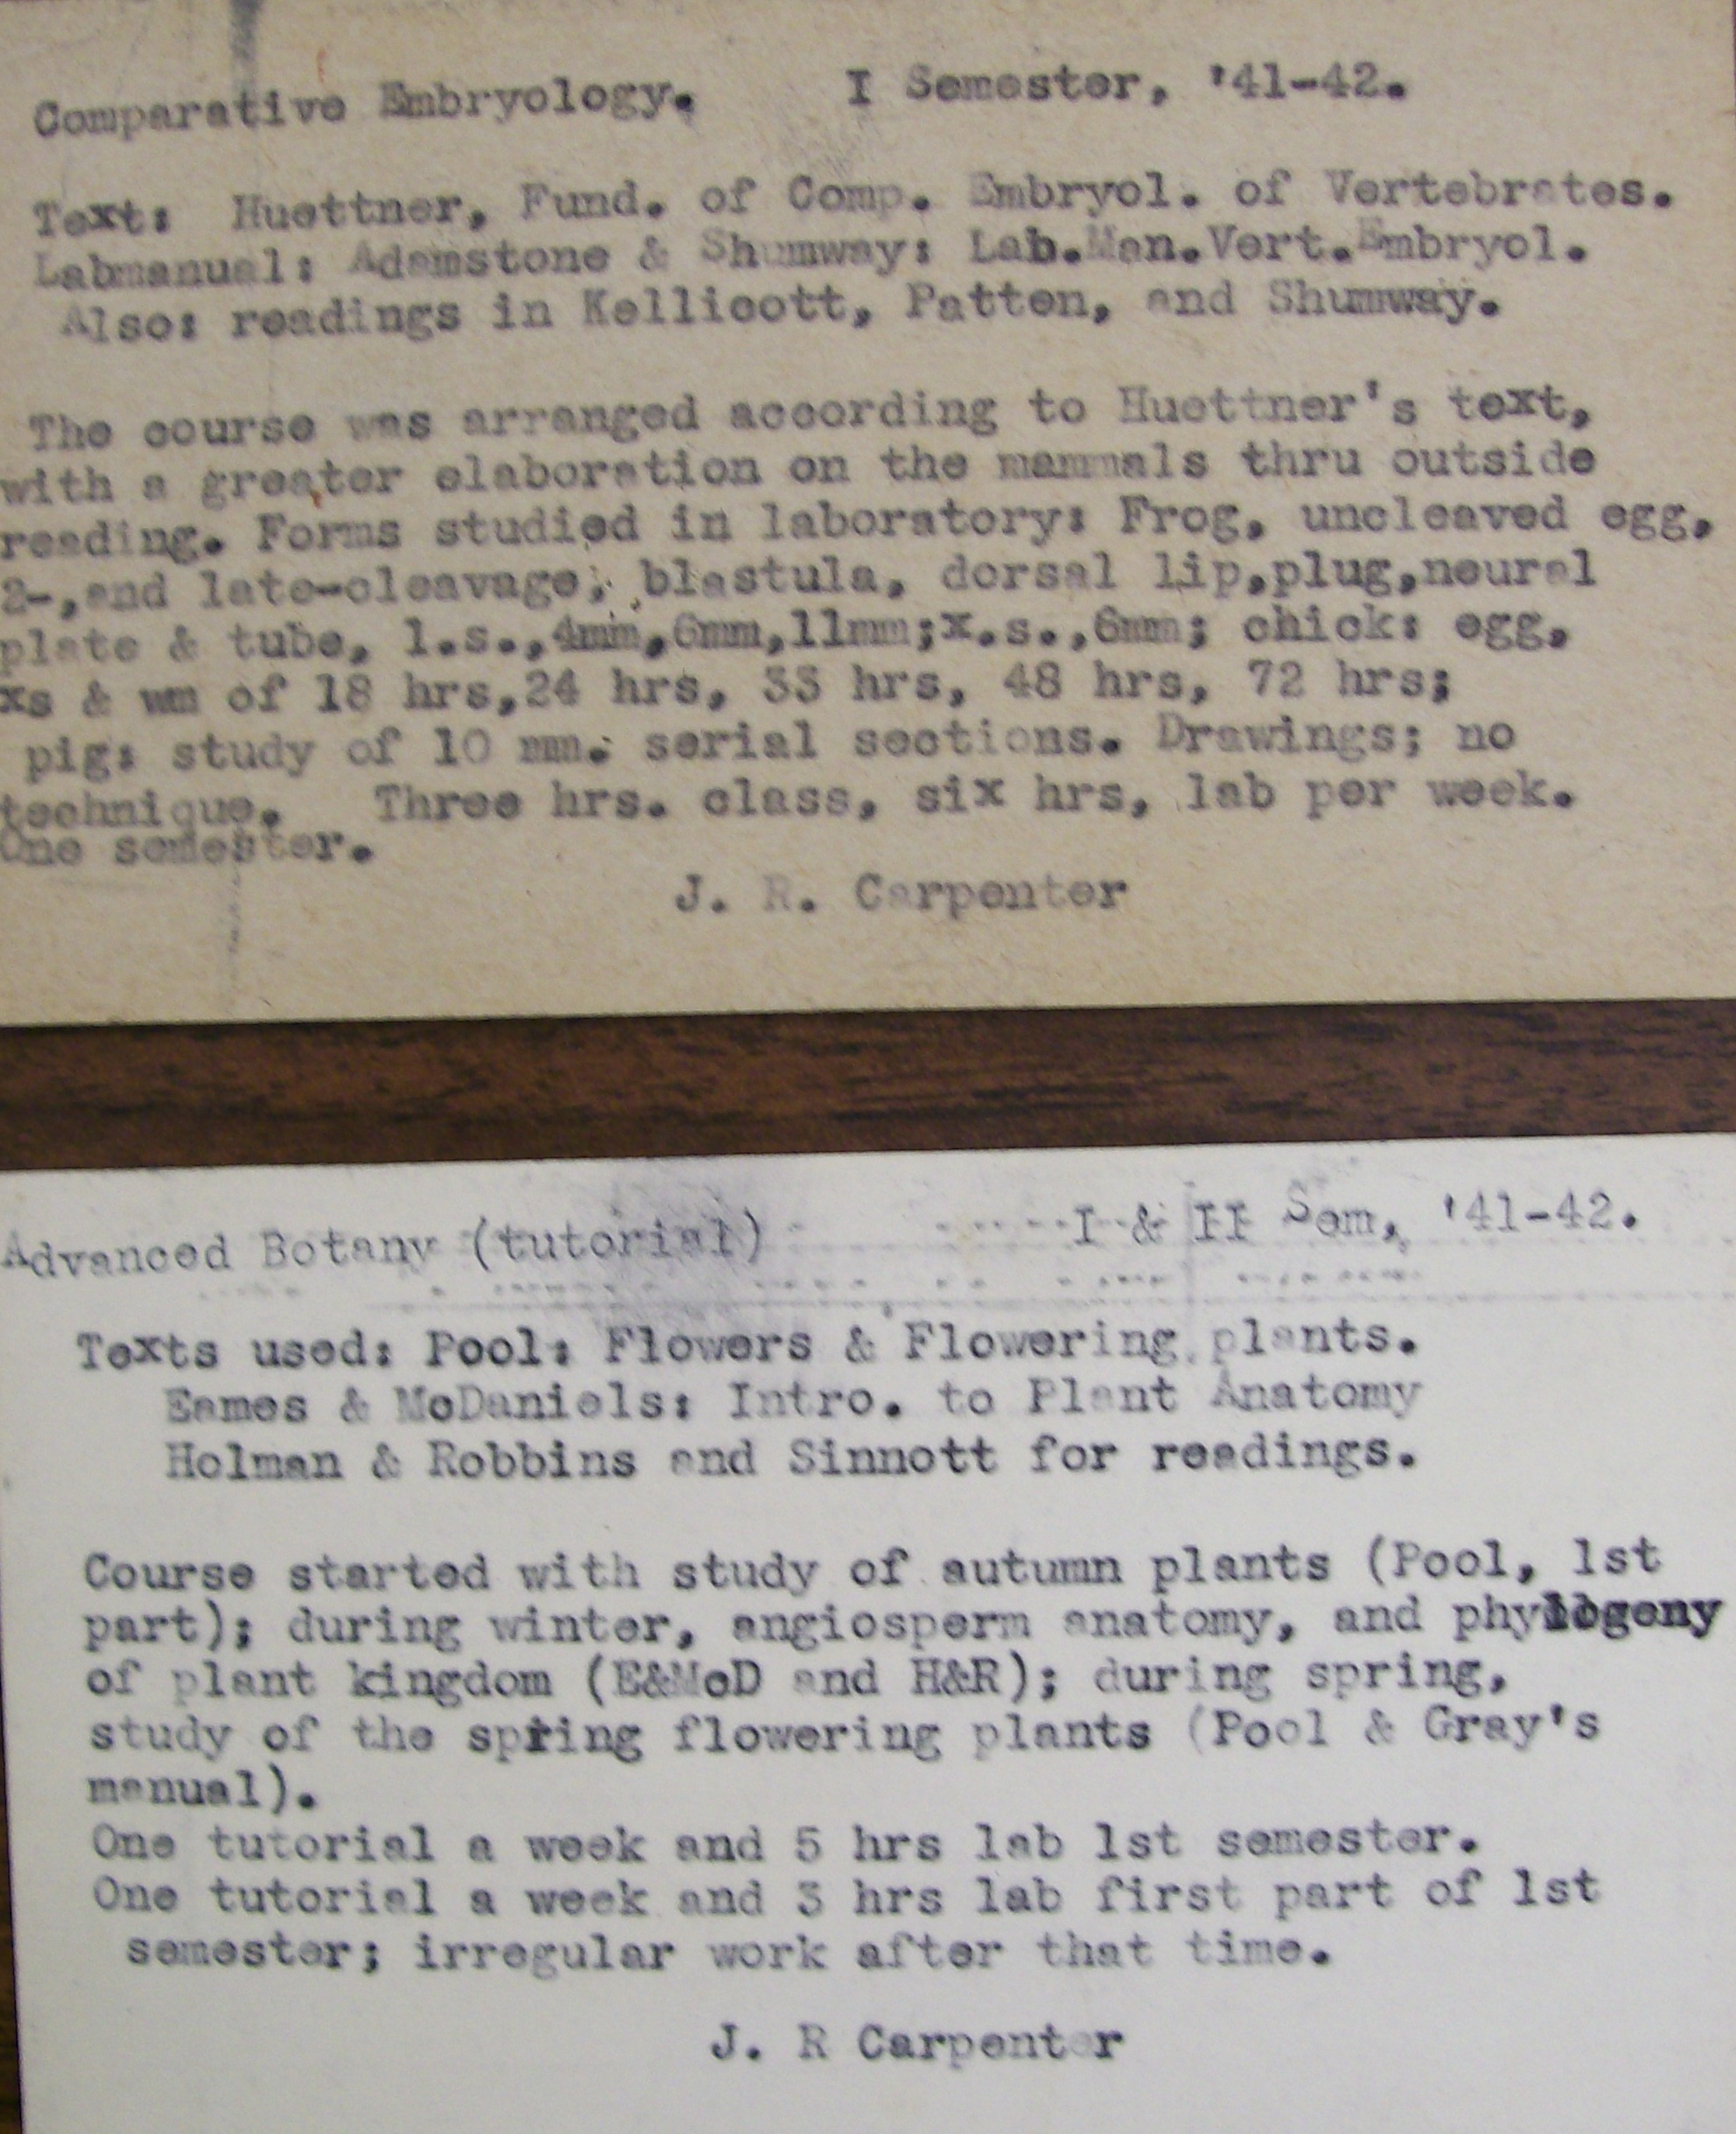 Comparative Embryology. I Semester, '41-42.
Text: Huettner, Fund. of Comp. Embryol. of Vertebrates.
Labmanual: Adamstone & Shumway: Lab.Man.Vert.Embryol.
Also: readings in Kellicott, Patten, and Shumway.
The course was arranged according to Huettner's text,
with a greater elaboration on the mammals thru outside
reading. Forms studied in laboratory: Frog, uncleaved egg,
2-,and late-cleavage, blastula, dorsal lip,plug,neural
plate & tube, l.s.,4mm,6mm,11mm;x.s.,6mm; chick: egg,
xs & wm of 18 hrs,24 hrs, 33 hrs, 48 hrs, 72 hrs;
pig: study of 10 mm. serial sections. Drawings; no
technique. Three hrs. class, six hrs, lab per week.
One semester.
J. R. Carpenter
Advanced Botany (tutorial) I & II Sem, '41-42.
Texts used: Pool: Flowers & Flowering plants.
Eames & McDaniels: Intro. to Plant Anatomy
Holman & Robbins and Sinnott for readings.
Course started with study of autumn plants (Pool, 1st
part); during winter, angiosperm anatomy, and phylogeny
of plant kingdom (E&McD and H&R); during spring,
study of the spring flowering plants (Pool & Gray's
manual).
One tutorial a week and 5 hrs lab 1st semester.
One tutorial a week and 3 hrs lab first part of 1st
semester; irregular work after that time.
J. R Carpenter